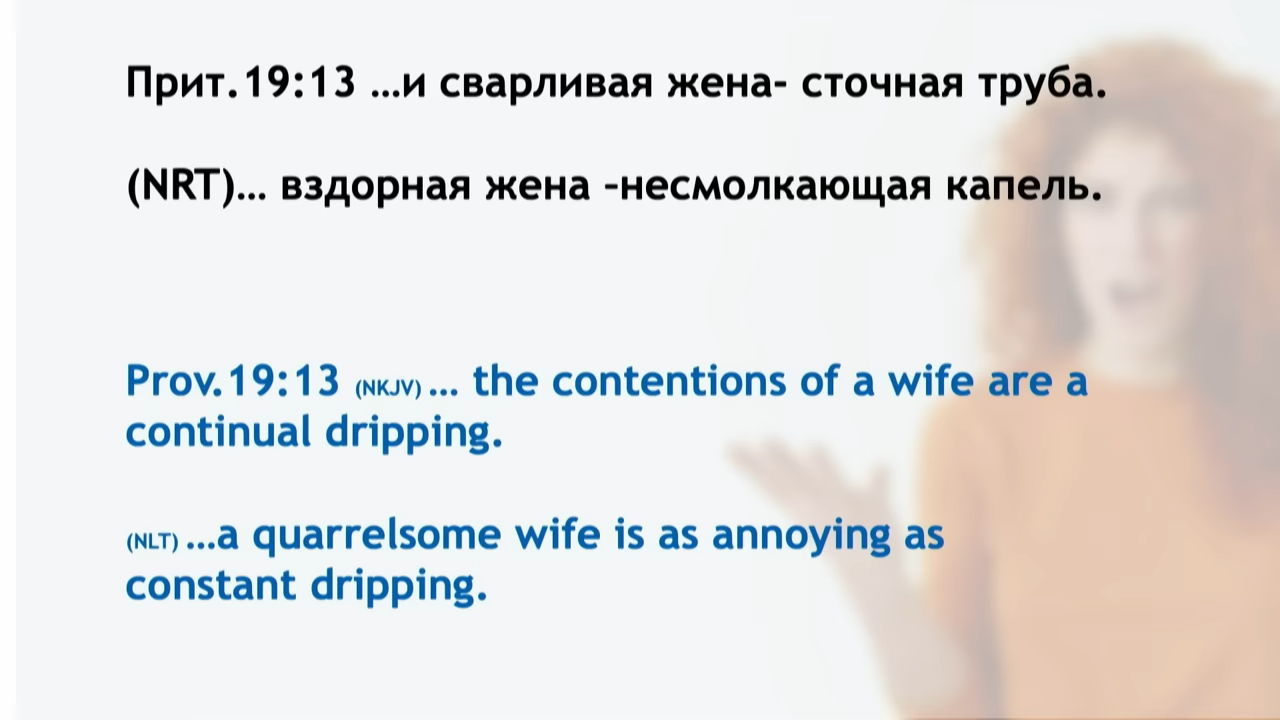 Прит.19:13 …и сварливая жена- сточная труба.
(NRT)… вздорная жена –несмолкающая капель.
Prov.19:13 (NKJV) … the contentions of a wife are a
continual dripping.
(NLT) …a quarrelsome wife is as annoying as
constant dripping.